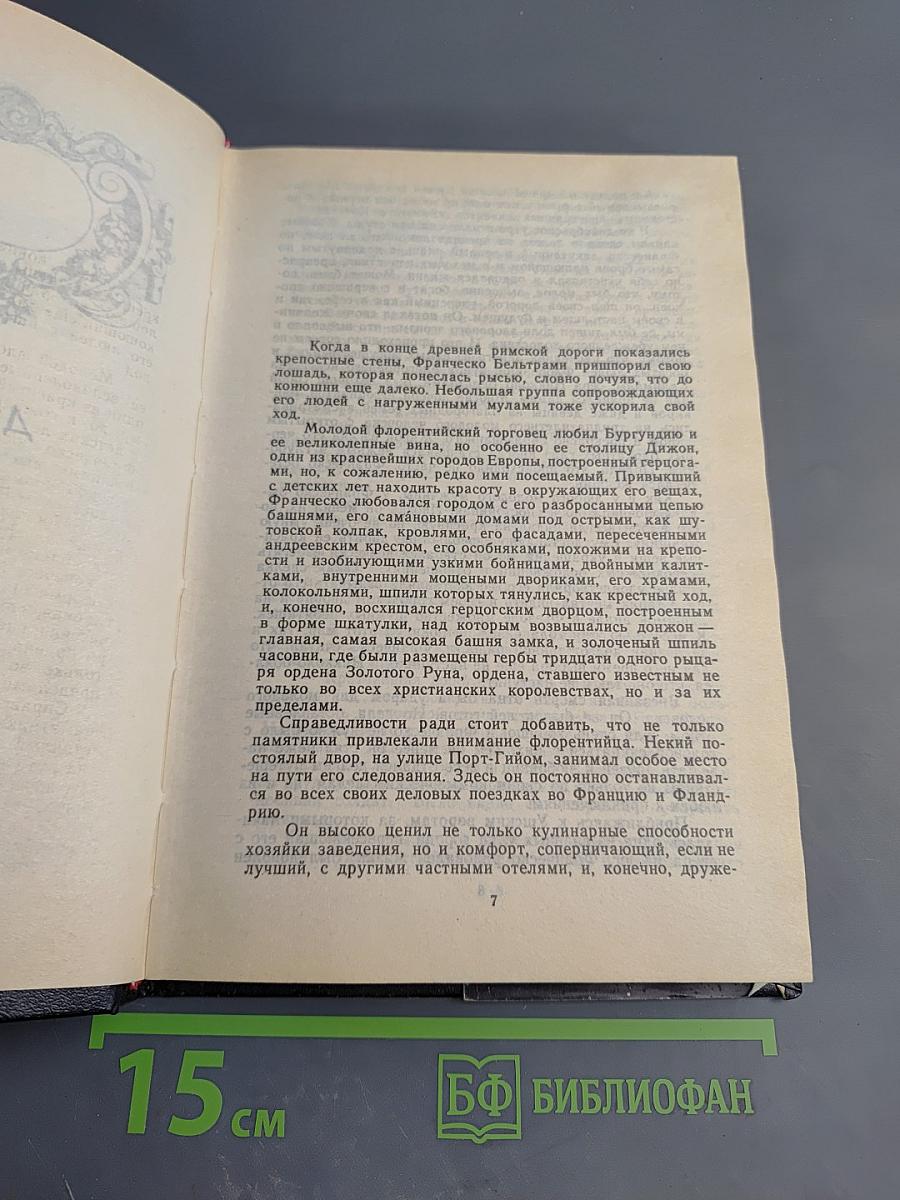 Когда в конце древней римской дороги показались
крепостные стены, Франческо Бельтрами пришпорил свою
лошадь, которая понеслась рысью, словно почуяв, что до
конюшни еще далеко. Небольшая группа сопровождающих
его людей с нагруженными мулами тоже ускорила свой
ход.
Молодой флорентийский торговец любил Бургундию и
ее великолепные вина, но особенно ее столицу Дижон,
один из красивейших городов Европы, построенный герцога-
ми, но, к сожалению, редко ими посещаемый. Привыкший
с детских лет находить красоту в окружающих его вещах,
Франческо любовался городом с его разбросанными цепью
башнями, его самáновыми домами под острыми, как шу-
товской колпак, кровлями, его фасадами, пересеченными
андреевским крестом, его особняками, похожими на крепо-
сти и изобилующими узкими бойницами, двойными калит-
ками, внутренними мощеными двориками, его храмами,
колокольнями, шпили которых тянулись, как крестный ход,
и, конечно, восхищался герцогским дворцом, построенным
в форме шкатулки, над которым возвышались донжон —
главная, самая высокая башня замка, и золоченый шпиль
часовни, где были размещены гербы тридцати одного рыца-
ря ордена Золотого Руна, ордена, ставшего известным не
только во всех христианских королевствах, но и за их
пределами.
Справедливости ради стоит добавить, что не только
памятники привлекали внимание флорентийца. Некий по-
стоялый двор, на улице Порт-Гийом, занимал особое место
на пути его следования. Здесь он постоянно останавливал-
ся во всех своих деловых поездках во Францию и Фланд-
рию.
Он высоко ценил не только кулинарные способности
хозяйки заведения, но и комфорт, соперничающий, если не
лучший, с другими частными отелями, и, конечно, друже-
7
15 см
БФ БИБЛИОФАН